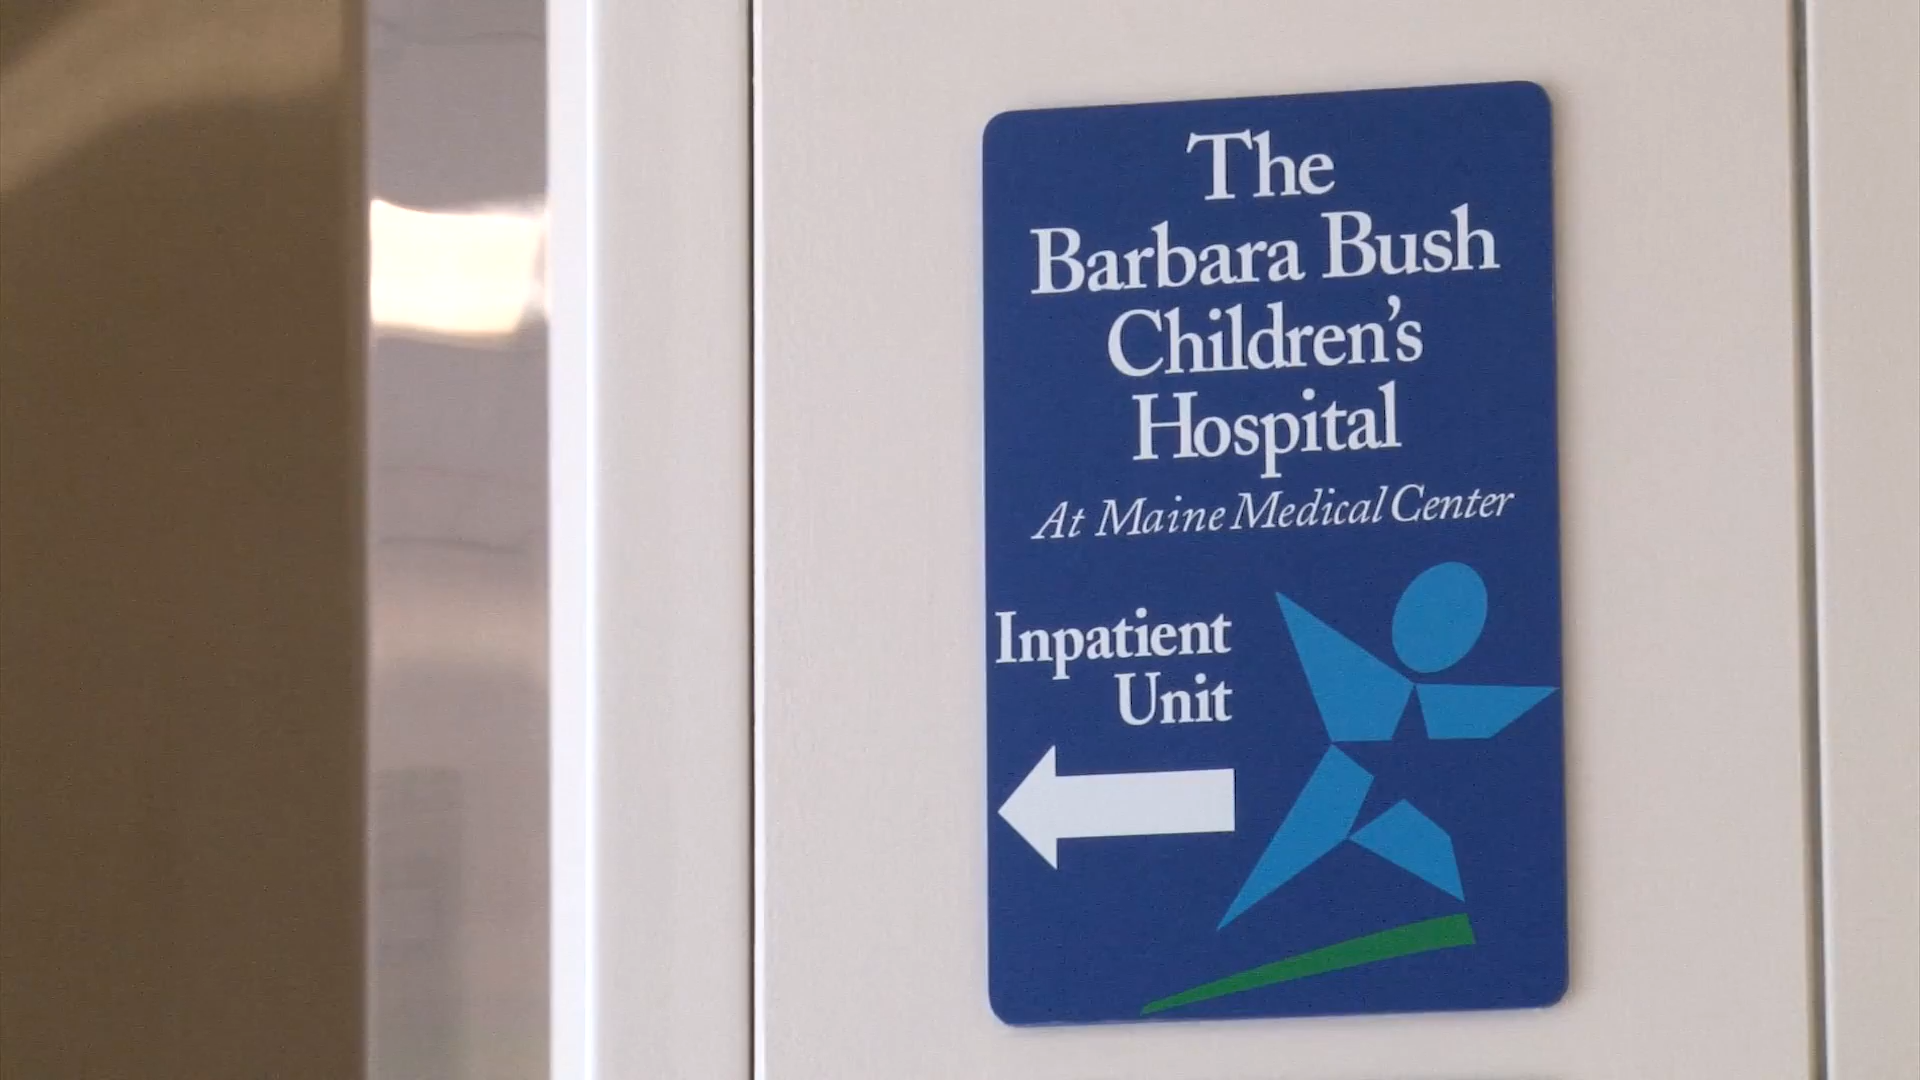 The
Barbara Bush
Children's
Hospital
At Maine Medical Center
Inpatient
Unit